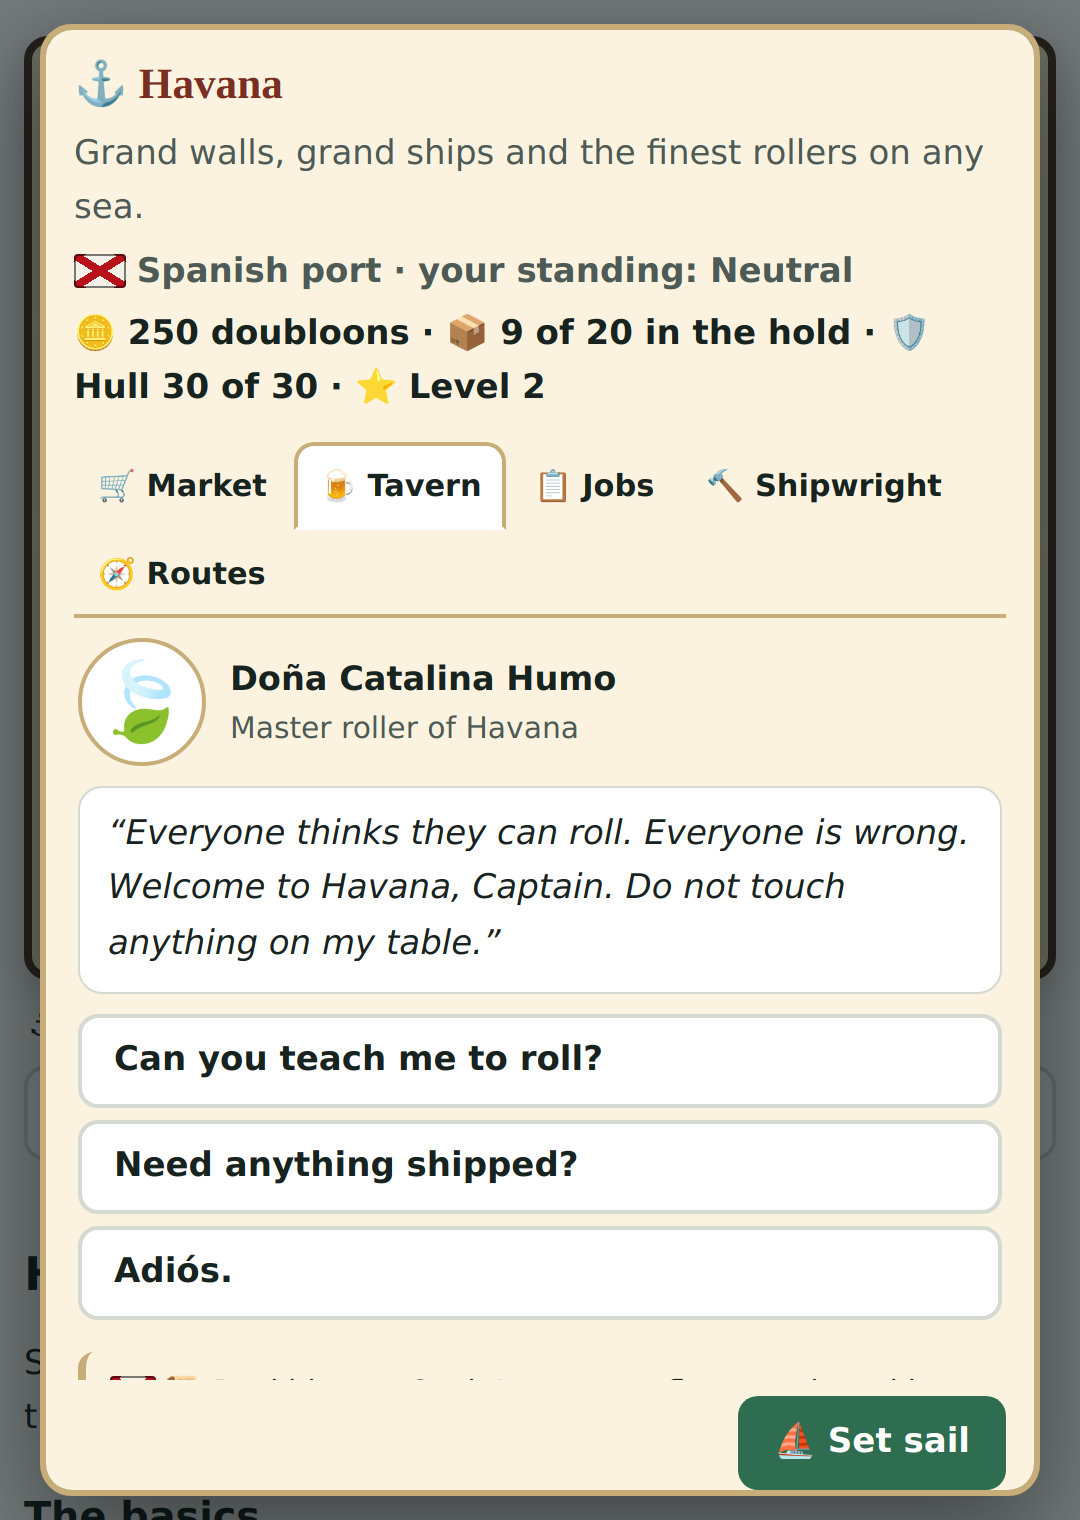 Havana
Grand walls, grand ships and the finest rollers on any
sea.
Spanish port · your standing: Neutral
250 doubloons · 9 of 20 in the hold ·
Hull 30 of 30 · Level 2
Market Tavern Jobs Shipwright
Routes
Doña Catalina Humo
Master roller of Havana
“Everyone thinks they can roll. Everyone is wrong.
Welcome to Havana, Captain. Do not touch
anything on my table.”
Can you teach me to roll?
Need anything shipped?
Adiós.
Set sail
The basics